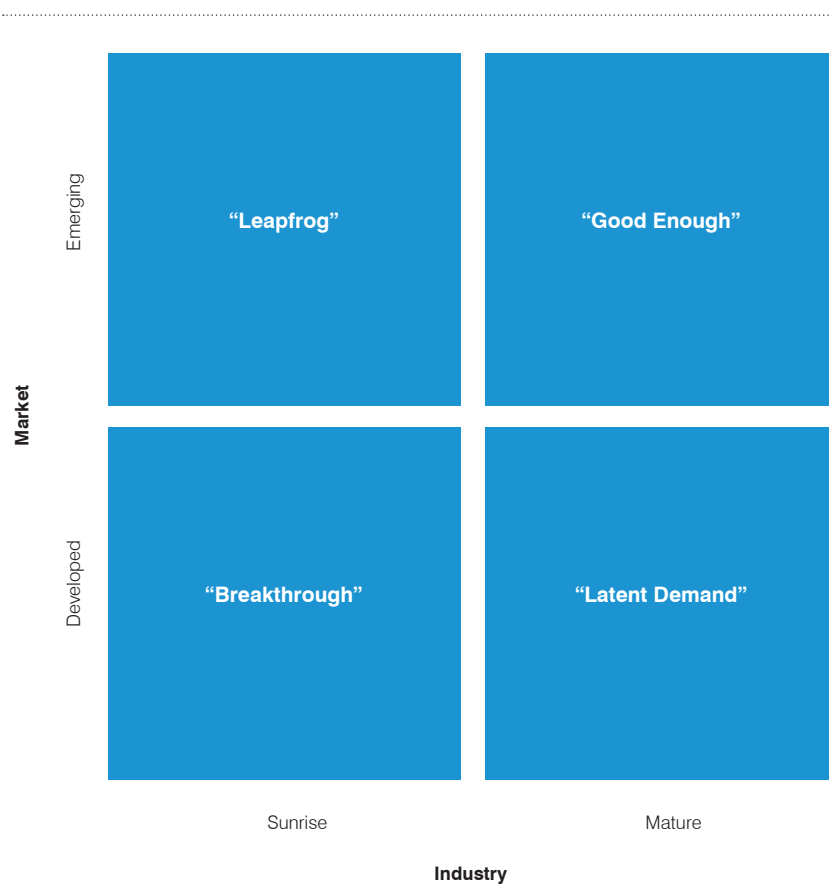 Market
Emerging
“Leapfrog”
“Good Enough”
Developed
“Breakthrough”
“Latent Demand”
Sunrise
Mature
Industry